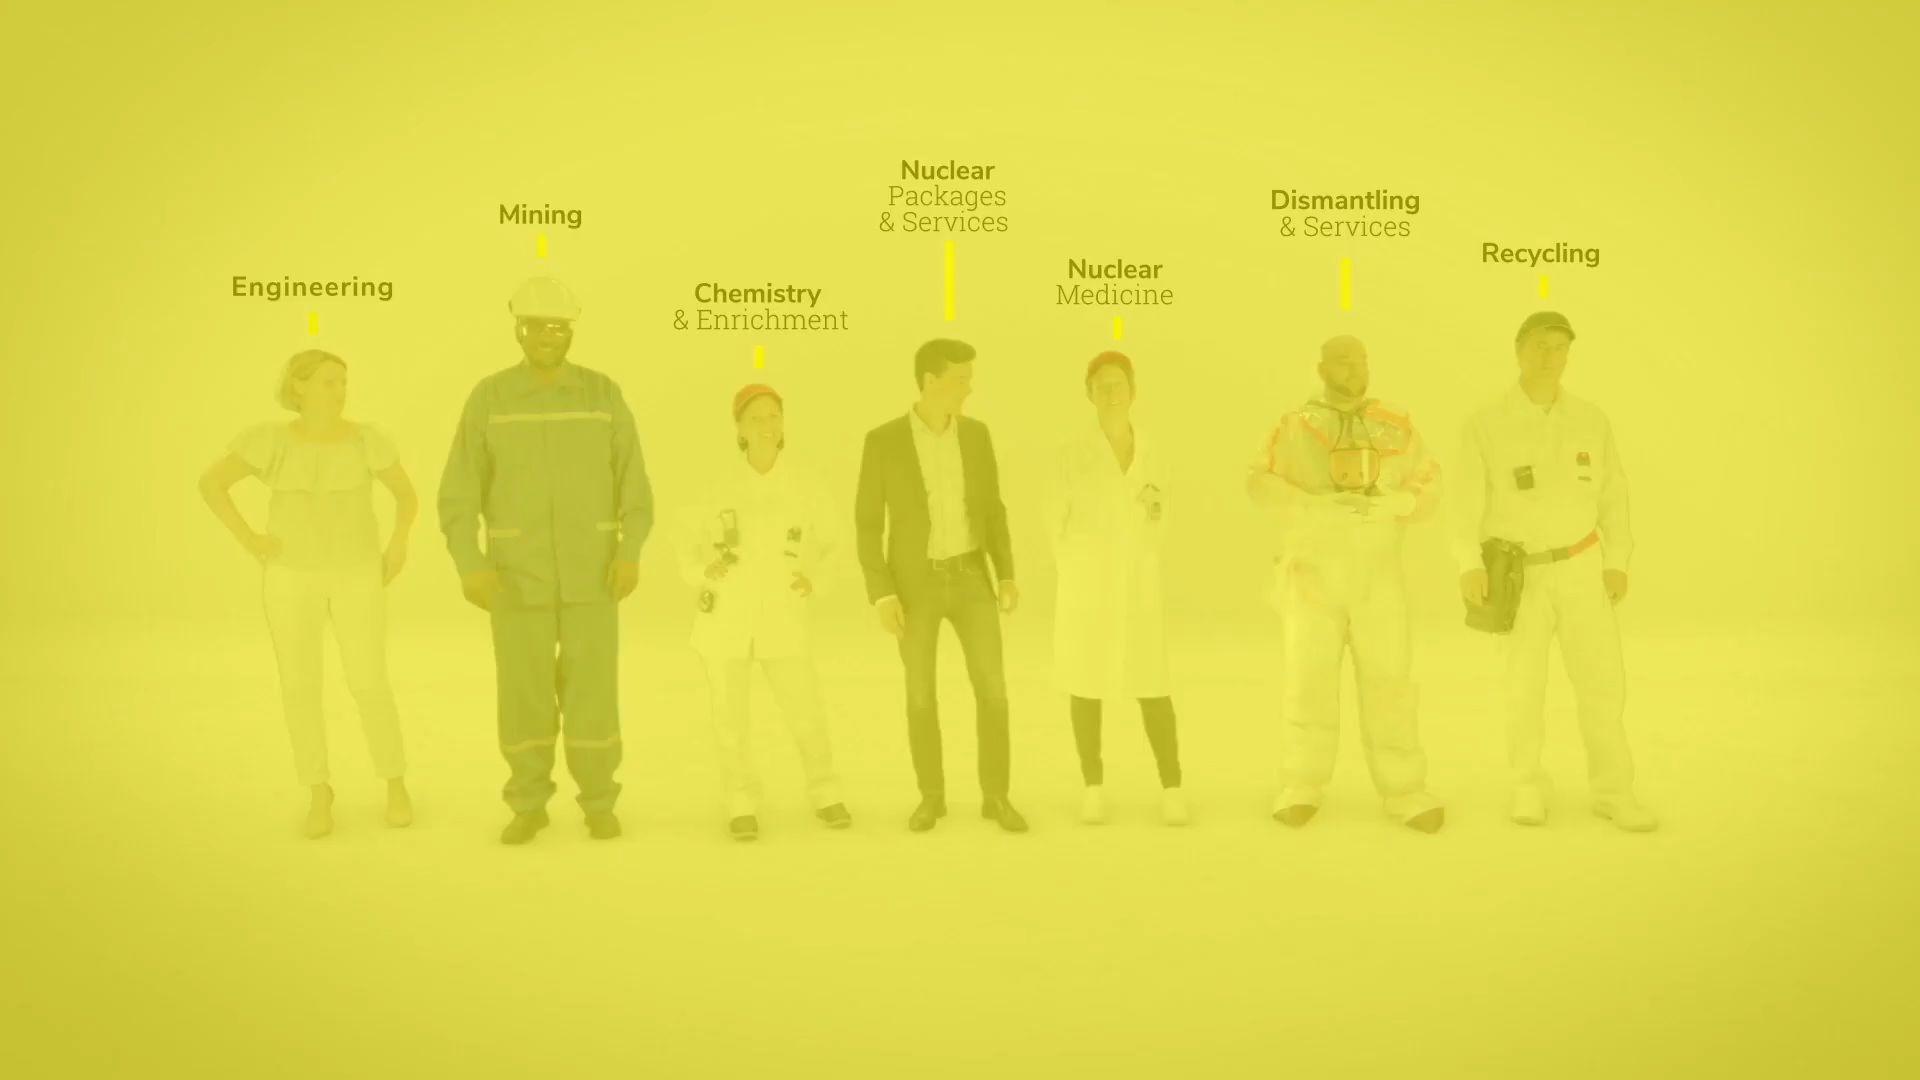 Engineering
Mining
Chemistry
& Enrichment
Nuclear
Packages
& Services
Nuclear
Medicine
Dismantling
& Services
Recycling